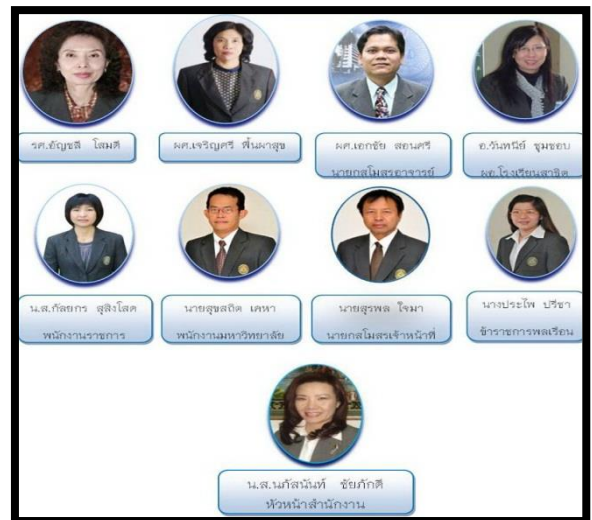 รศ.อัญชลี โสมดี
ผศ.เจริญศรี พื้นผาสุข
ผศ.เอกชัย สอนศรี
นายกสโมสรอาจารย์
อ.วันทนีย์ ชุมชอบ
ผอ.โรงเรียนสาธิต
น.ส.กัลยกร สุสิงโสด
พนักงานราชการ
นายสุขสถิต เคหา
พนักงานมหาวิทยาลัย
นายสุรพล ใจมา
นายกสโมสรเจ้าหน้าที่
นางประไพ ปรีชา
ข้าราชการพลเรือน
น.ส.นภัสนันท์ ชัยภักดี
หัวหน้าสำนักงาน